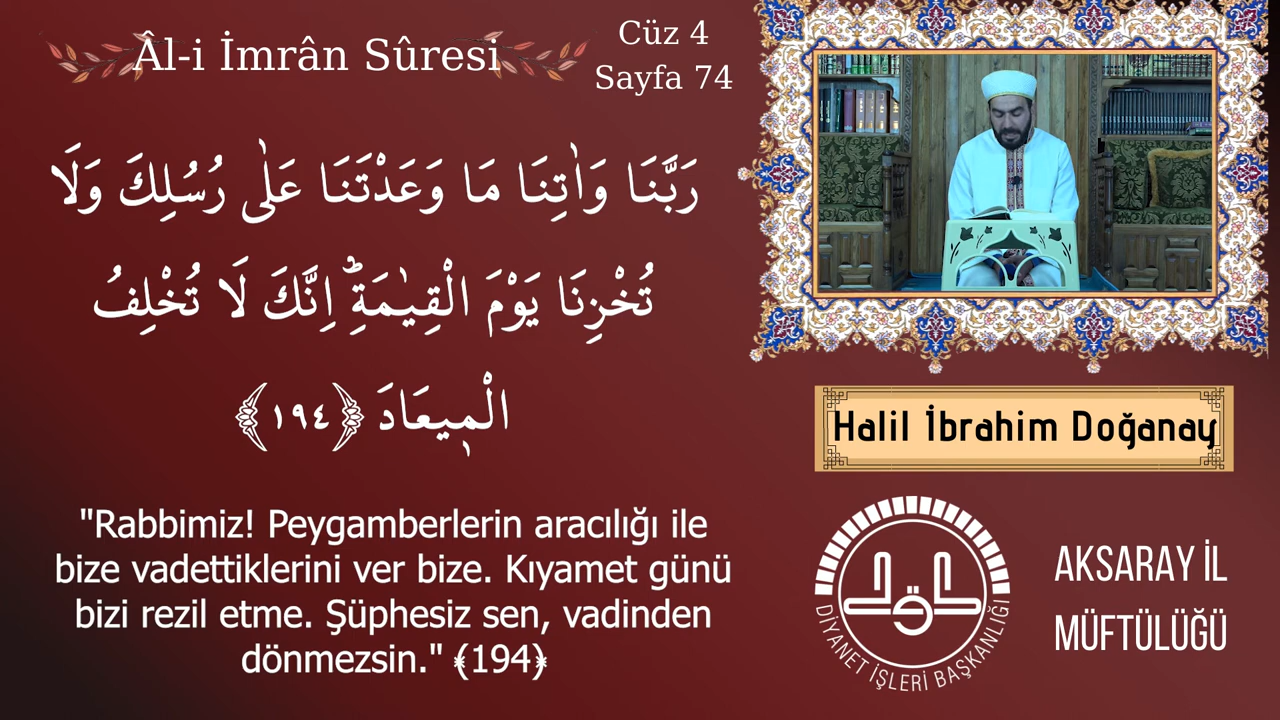 Âl-i İmrân Sûresi
Cüz 4
Sayfa 74
رَبَّنَا وَاٰتِنَا مَا وَعَدْتَنَا عَلٰى رُسُلِكَ وَلَا
تُخْزِنَا يَوْمَ الْقِيٰمَةِۜ اِنَّكَ لَا تُخْلِفُ
الْم۪يعَادَ ﴿١٩٤﴾
"Rabbimiz! Peygamberlerin aracılığı ile
bize vadettiklerini ver bize. Kıyamet günü
bizi rezil etme. Şüphesiz sen, vadinden
dönmezsin." ﴾194﴿
Halil İbrahim Doğanay
DİYANET İŞLERİ BAŞKANLIĞI
AKSARAY İL
MÜFTÜLÜĞÜ